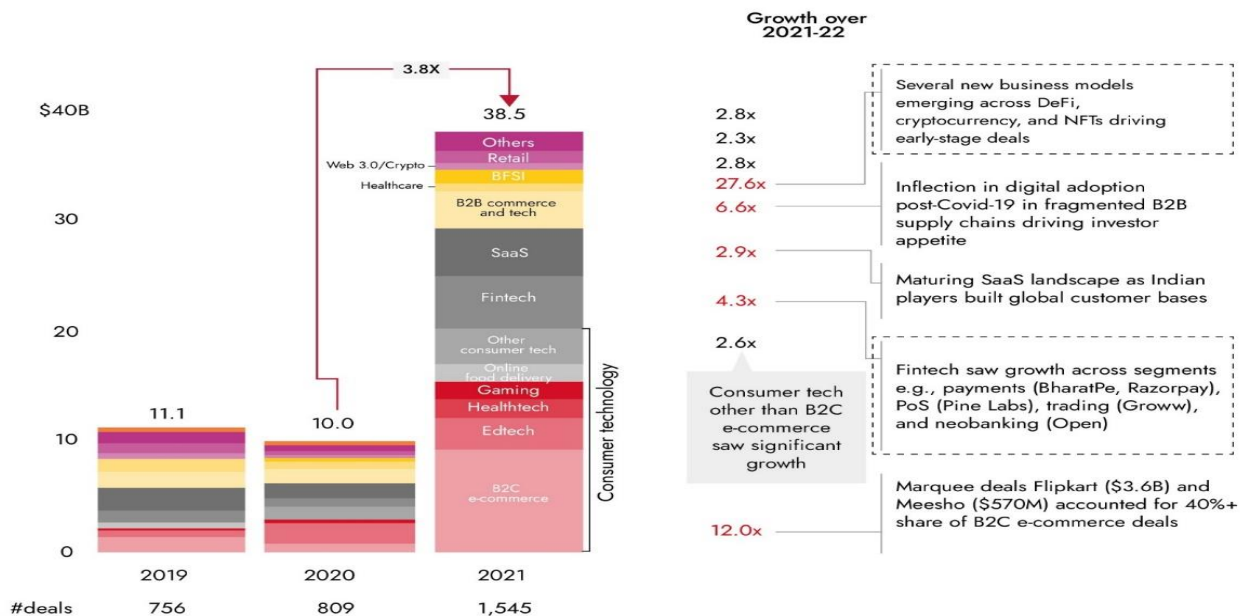 Growth over
2021-22
3.8X
$40B
38.5
Others
Retail
Web 3.0/Crypto
BFSI
Healthcare
B2B commerce
and tech
30
SaaS
Fintech
20
Other
consumer tech
Online
food delivery
Gaming
Healthtech
Edtech
B2C
e-commerce
Consumer technology
11.1
10.0
10
0
2019
2020
2021
#deals
756
809
1,545
2.8x
2.3x
2.8x
27.6x
6.6x
2.9x
4.3x
2.6x
Consumer tech
other than B2C
e-commerce
saw significant
growth
12.0x
Several new business models
emerging across DeFi,
cryptocurrency, and NFTs driving
early-stage deals
Inflection in digital adoption
post-Covid-19 in fragmented B2B
supply chains driving investor
appetite
Maturing SaaS landscape as Indian
players built global customer bases
Fintech saw growth across segments
e.g., payments (BharatPe, Razorpay),
PoS (Pine Labs), trading (Groww),
and neobanking (Open)
Marquee deals Flipkart ($3.6B) and
Meesho ($570M) accounted for 40%+
share of B2C e-commerce deals